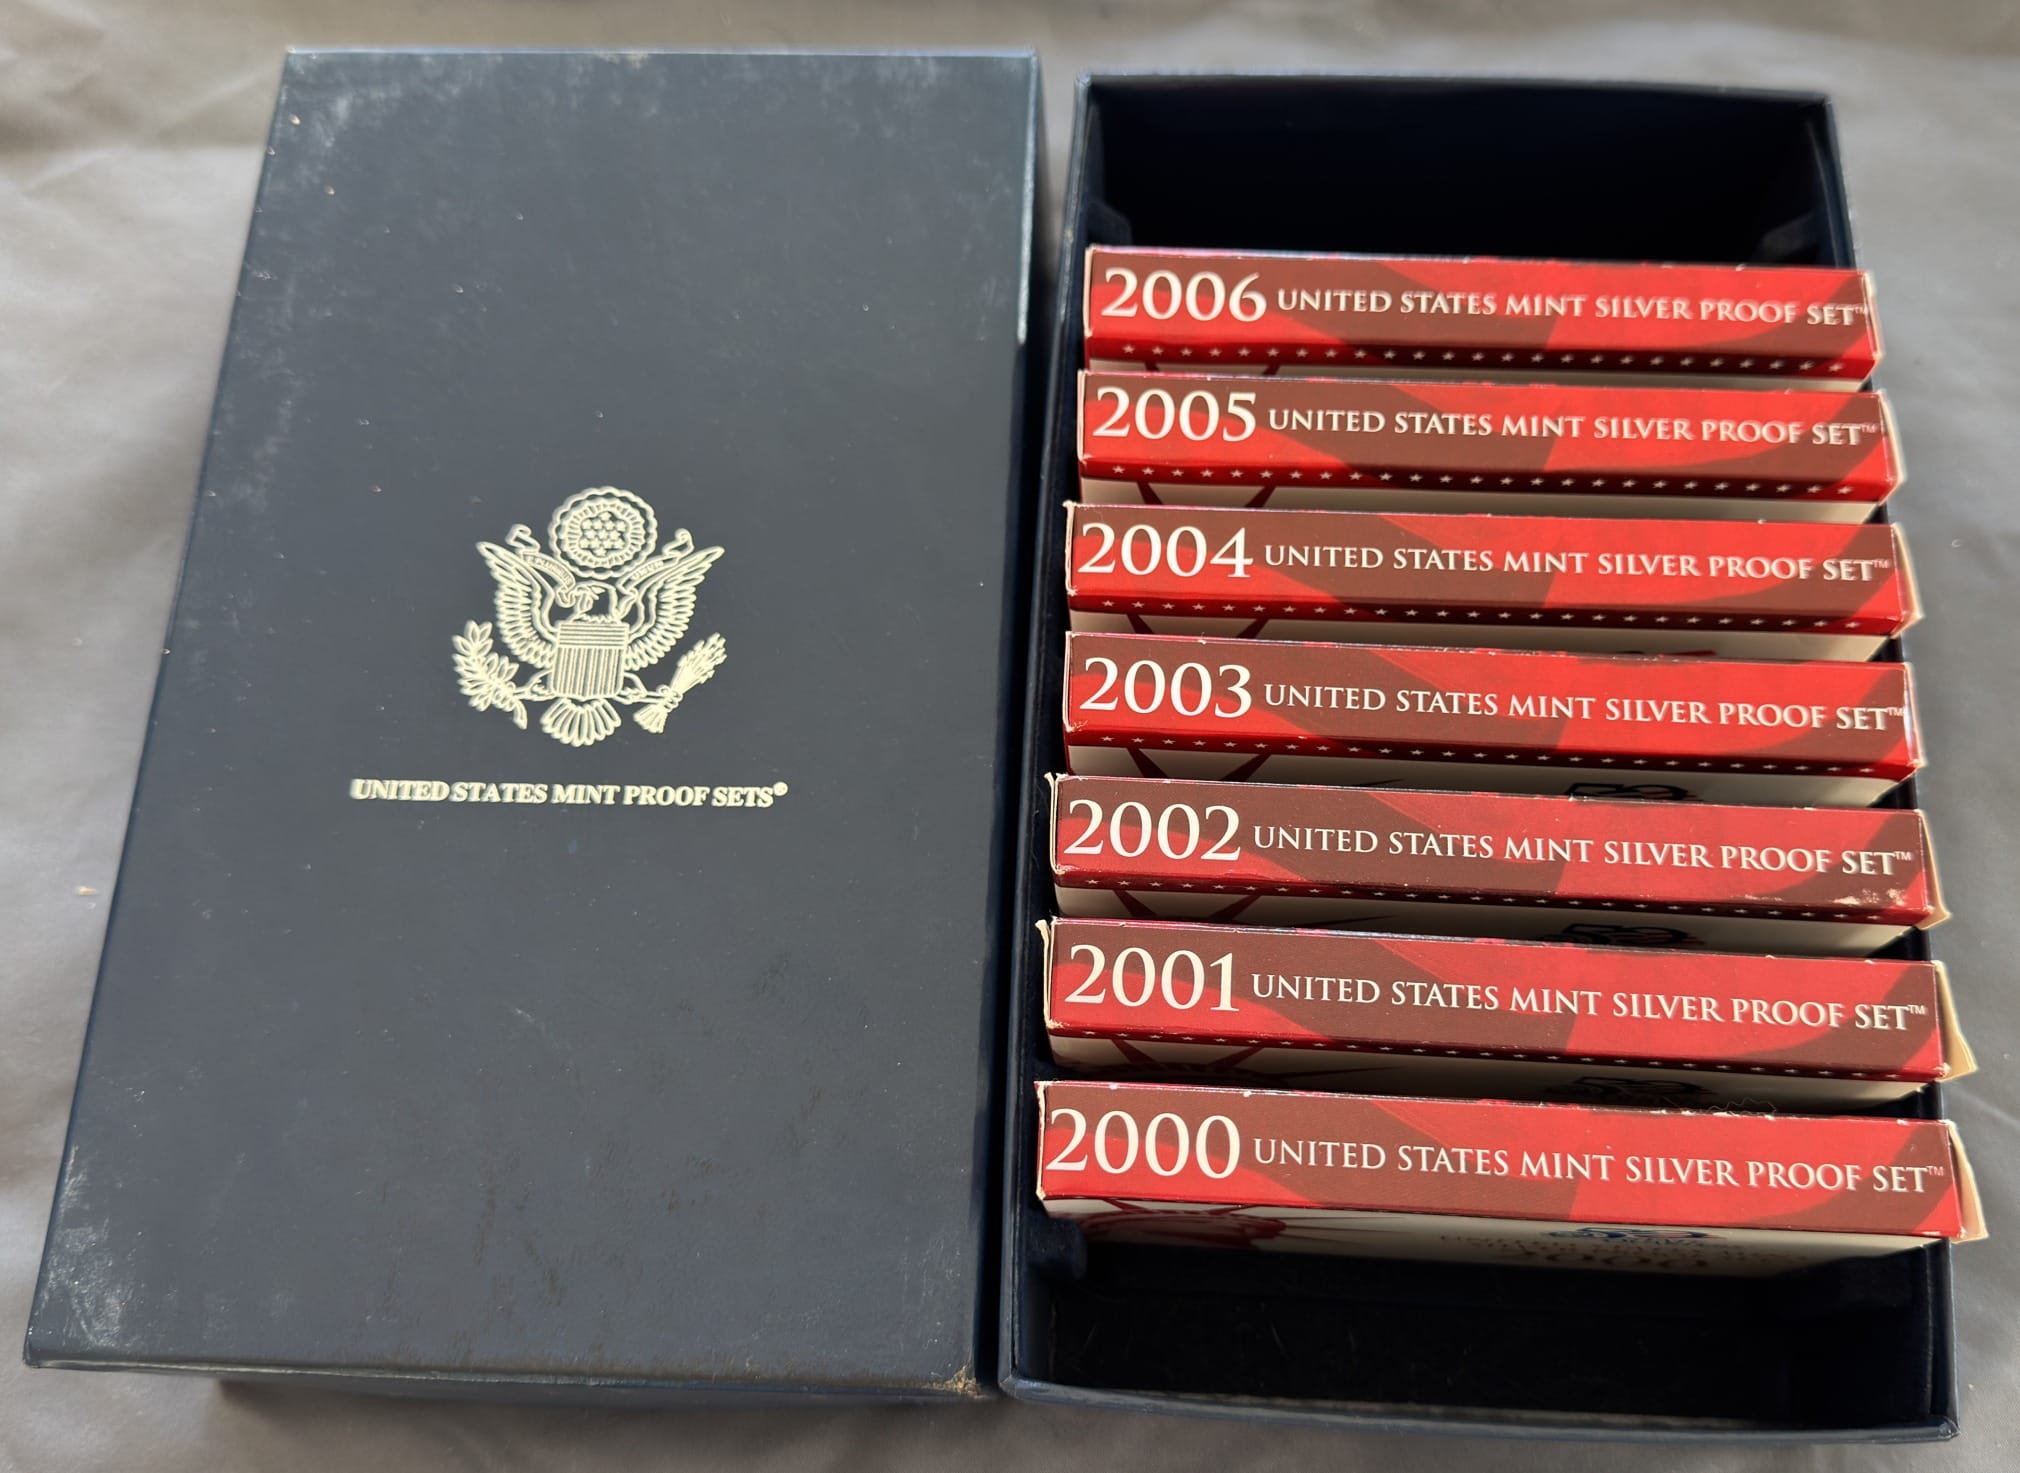 UNITED STATES MINT PROOF SETS®
2006 UNITED STATES MINT SILVER PROOF SET™
2005 UNITED STATES MINT SILVER PROOF SET™
2004 UNITED STATES MINT SILVER PROOF SET™
2003 UNITED STATES MINT SILVER PROOF SET™
2002 UNITED STATES MINT SILVER PROOF SET™
2001 UNITED STATES MINT SILVER PROOF SET™
2000 UNITED STATES MINT SILVER PROOF SET™